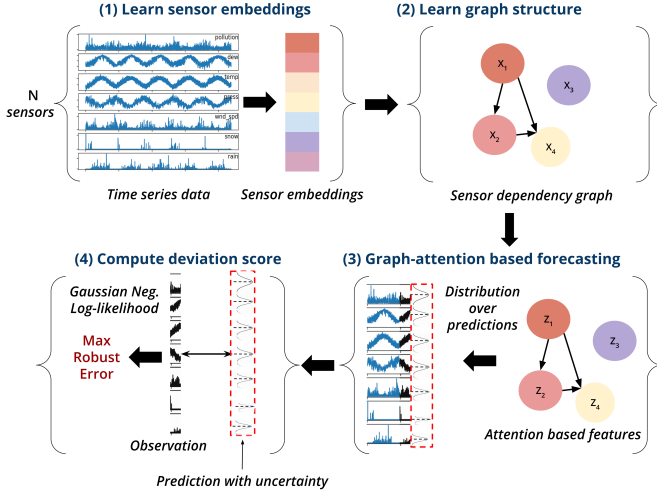 (1) Learn sensor embeddings
(2) Learn graph structure
N
sensors
pollution
dew
temp
press
wnd_spd
snow
rain
Time series data
Sensor embeddings
X1
X3
X2
X4
Sensor dependency graph
(4) Compute deviation score
(3) Graph-attention based forecasting
Gaussian Neg.
Log-likelihood
Max
Robust
Error
Observation
Prediction with uncertainty
Distribution
over
predictions
Z1
Z3
Z2
Z4
Attention based features